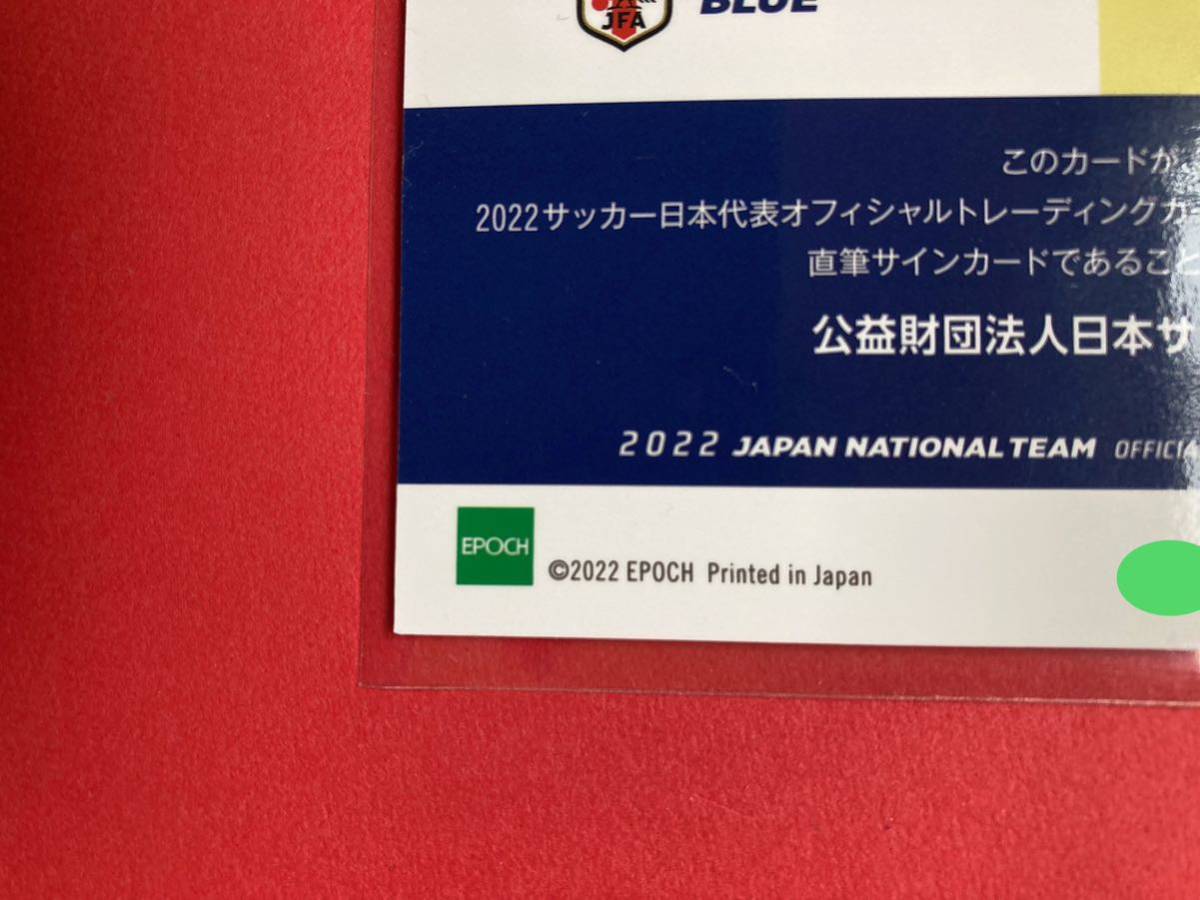 JFA
BLUE
このカードが
2022サッカー日本代表オフィシャルトレーディングカ
直筆サインカードであること
公益財団法人日本サ
2022 JAPAN NATIONAL TEAM OFFICIA
EPOCH
©2022 EPOCH Printed in Japan